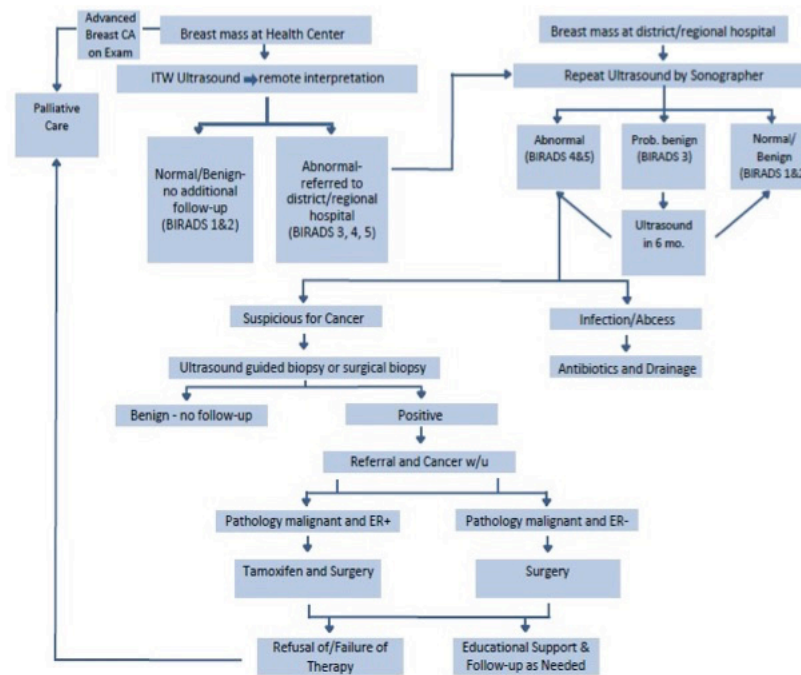 Advanced
Breast CA
on Exam
Breast mass at Health Center
Breast mass at district/regional hospital
ITW Ultrasound remote interpretation
Repeat Ultrasound by Sonographer
Palliative
Care
Normal/Benign-
no additional
follow-up
(BIRADS 1&2)
Abnormal-
referred to
district/regional
hospital
(BIRADS 3, 4, 5)
Abnormal
(BIRADS 4&5)
Prob. benign
(BIRADS 3)
Normal/
Benign
(BIRADS 1&2
Ultrasound
in 6 mo.
Suspicious for Cancer
Infection/Abcess
Ultrasound guided biopsy or surgical biopsy
Antibiotics and Drainage
Benign - no follow-up
Positive
Referral and Cancer w/u
Pathology malignant and ER+
Pathology malignant and ER-
Tamoxifen and Surgery
Surgery
Refusal of/Failure of
Therapy
Educational Support &
Follow-up as Needed